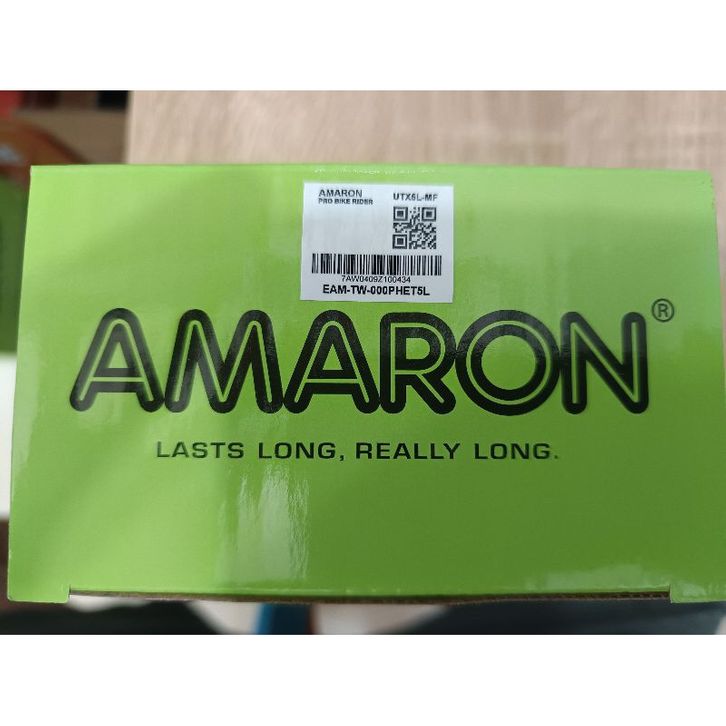 AMARON UTX5L-MF
PRO BIKE RIDER
7AW0409Z100434
EAM-TW-000PHET5L
AMARON®
LASTS LONG, REALLY LONG.